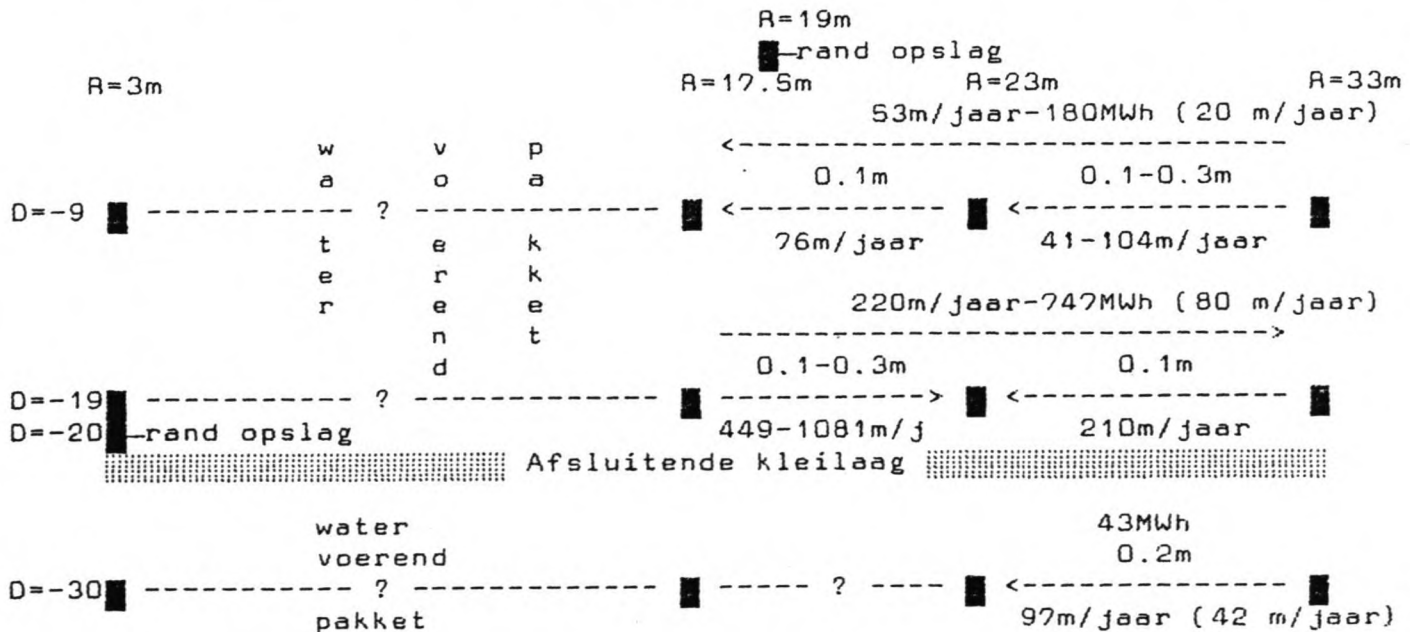 R=19m
rand opslag
R=3m R=17.5m R=23m R=33m
53m/jaar-180MWh (20 m/jaar)
<---------------------------
0.1m 0.1-0.3m
D=-9 ----------- ? ------------- <----------- <--------------
76m/jaar 41-104m/jaar
water voerend pakket
220m/jaar-747MWh (80 m/jaar)
--------------------------->
0.1-0.3m 0.1m
D=-19 ----------- ? ------------- -----------> <--------------
449-1081m/j 210m/jaar
D=-20 rand opslag
Afsluitende kleilaag
water
voerend
43MWh
0.2m
D=-30 ----------- ? ------------- ---- ? ---- <--------------
pakket
97m/jaar (42 m/jaar)